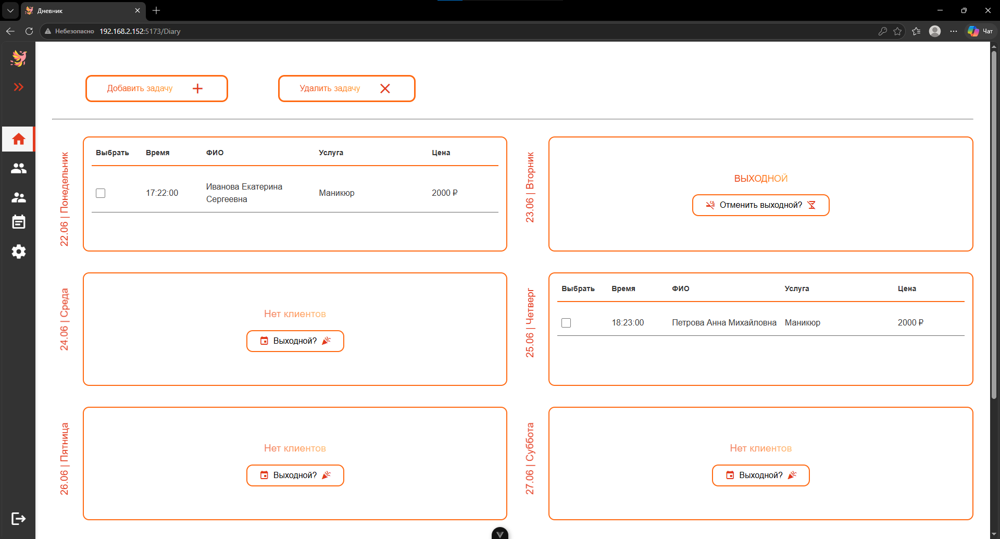 Дневник
Небезопасно 192.168.2.152:5173/Diary
Чат
Добавить задачу
Удалить задачу
22.06 | Понедельник
Выбрать Время ФИО Услуга Цена
17:22:00 Иванова Екатерина Сергеевна Маникюр 2000 ₽
23.06 | Вторник
ВЫХОДНОЙ
Отменить выходной?
24.06 | Среда
Нет клиентов
Выходной?
25.06 | Четверг
Выбрать Время ФИО Услуга Цена
18:23:00 Петрова Анна Михайловна Маникюр 2000 ₽
26.06 | Пятница
Нет клиентов
Выходной?
27.06 | Суббота
Нет клиентов
Выходной?